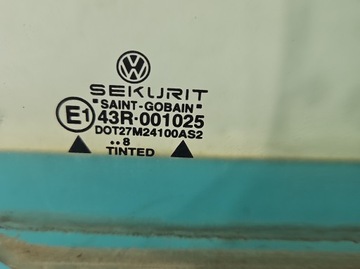 SEKURIT
"SAINT-GOBAIN"
E1 43R-001025
DOT27M24100AS2
..8
TINTED